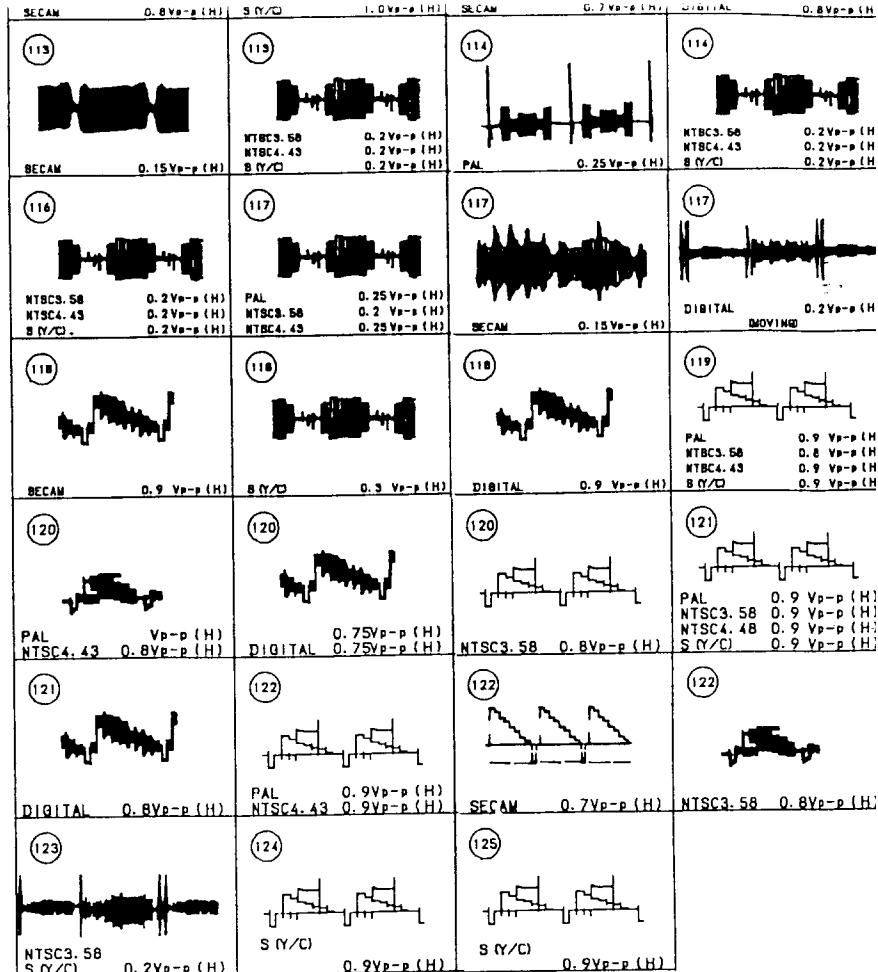 SECAM 0.8Vp-p (H)
S (Y/C) 1.0Vp-p (H)
SECAM 0.7Vp-p (H)
DIGITAL 0.8Vp-p (H)
113
SECAM 0.15Vp-p (H)
113
NTSC3.58 0.2Vp-p (H)
NTSC4.43 0.2Vp-p (H)
S (Y/C) 0.2Vp-p (H)
114
PAL 0.25Vp-p (H)
114
NTSC3.58 0.2Vp-p (H)
NTSC4.43 0.2Vp-p (H)
S (Y/C) 0.2Vp-p (H)
116
NTSC3.58 0.2Vp-p (H)
NTSC4.43 0.2Vp-p (H)
S (Y/C). 0.2Vp-p (H)
117
PAL 0.25Vp-p (H)
NTSC3.58 0.2 Vp-p (H)
NTSC4.43 0.25Vp-p (H)
117
SECAM 0.15Vp-p (H)
117
DIGITAL 0.2Vp-p (H)
(MOVING)
118
SECAM 0.9 Vp-p (H)
118
S (Y/C) 0.3 Vp-p (H)
118
DIGITAL 0.9 Vp-p (H)
119
PAL 0.9 Vp-p (H)
NTSC3.58 0.8 Vp-p (H)
NTSC4.43 0.9 Vp-p (H)
S (Y/C) 0.9 Vp-p (H)
120
PAL Vp-p (H)
NTSC4.43 0.8Vp-p (H)
120
0.75Vp-p (H)
DIGITAL 0.75Vp-p (H)
120
NTSC3.58 0.8Vp-p (H)
121
PAL 0.9 Vp-p (H)
NTSC3.58 0.9 Vp-p (H)
NTSC4.48 0.9 Vp-p (H)
S (Y/C) 0.9 Vp-p (H)
121
DIGITAL 0.8Vp-p (H)
122
PAL 0.9Vp-p (H)
NTSC4.43 0.9Vp-p (H)
122
SECAM 0.7Vp-p (H)
122
NTSC3.58 0.8Vp-p (H)
123
NTSC3.58
S (Y/C) 0.2Vp-p (H)
124
S (Y/C)
0.9Vp-p (H)
125
S (Y/C)
0.9Vp-p (H)